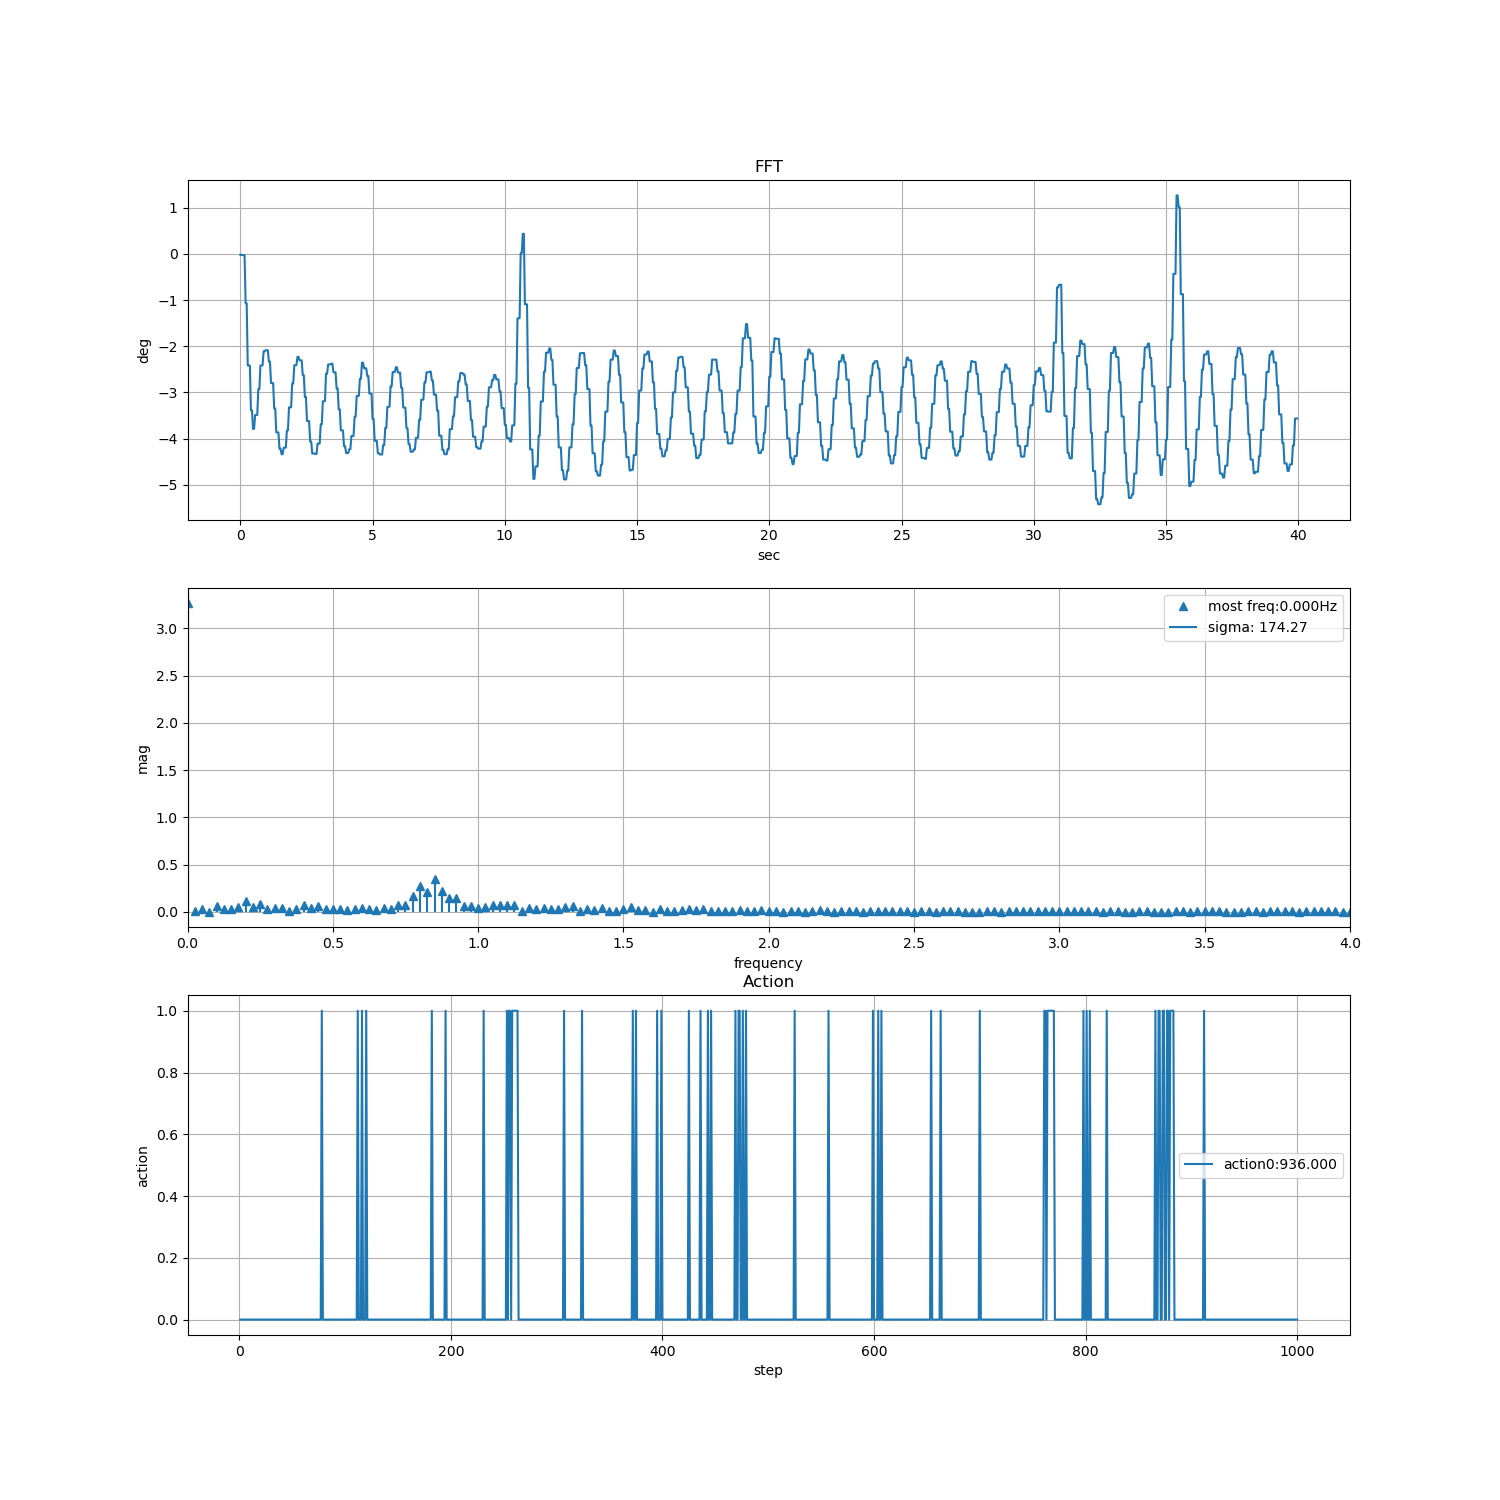 FFT
1
0
−1
−2
−3
−4
−5
deg
0 5 10 15 20 25 30 35 40
sec
most freq:0.000Hz
sigma: 174.27
3.0
2.5
2.0
1.5
1.0
0.5
0.0
mag
0.0 0.5 1.0 1.5 2.0 2.5 3.0 3.5 4.0
frequency
Action
1.0
0.8
0.6
0.4
0.2
0.0
action
action0:936.000
0 200 400 600 800 1000
step